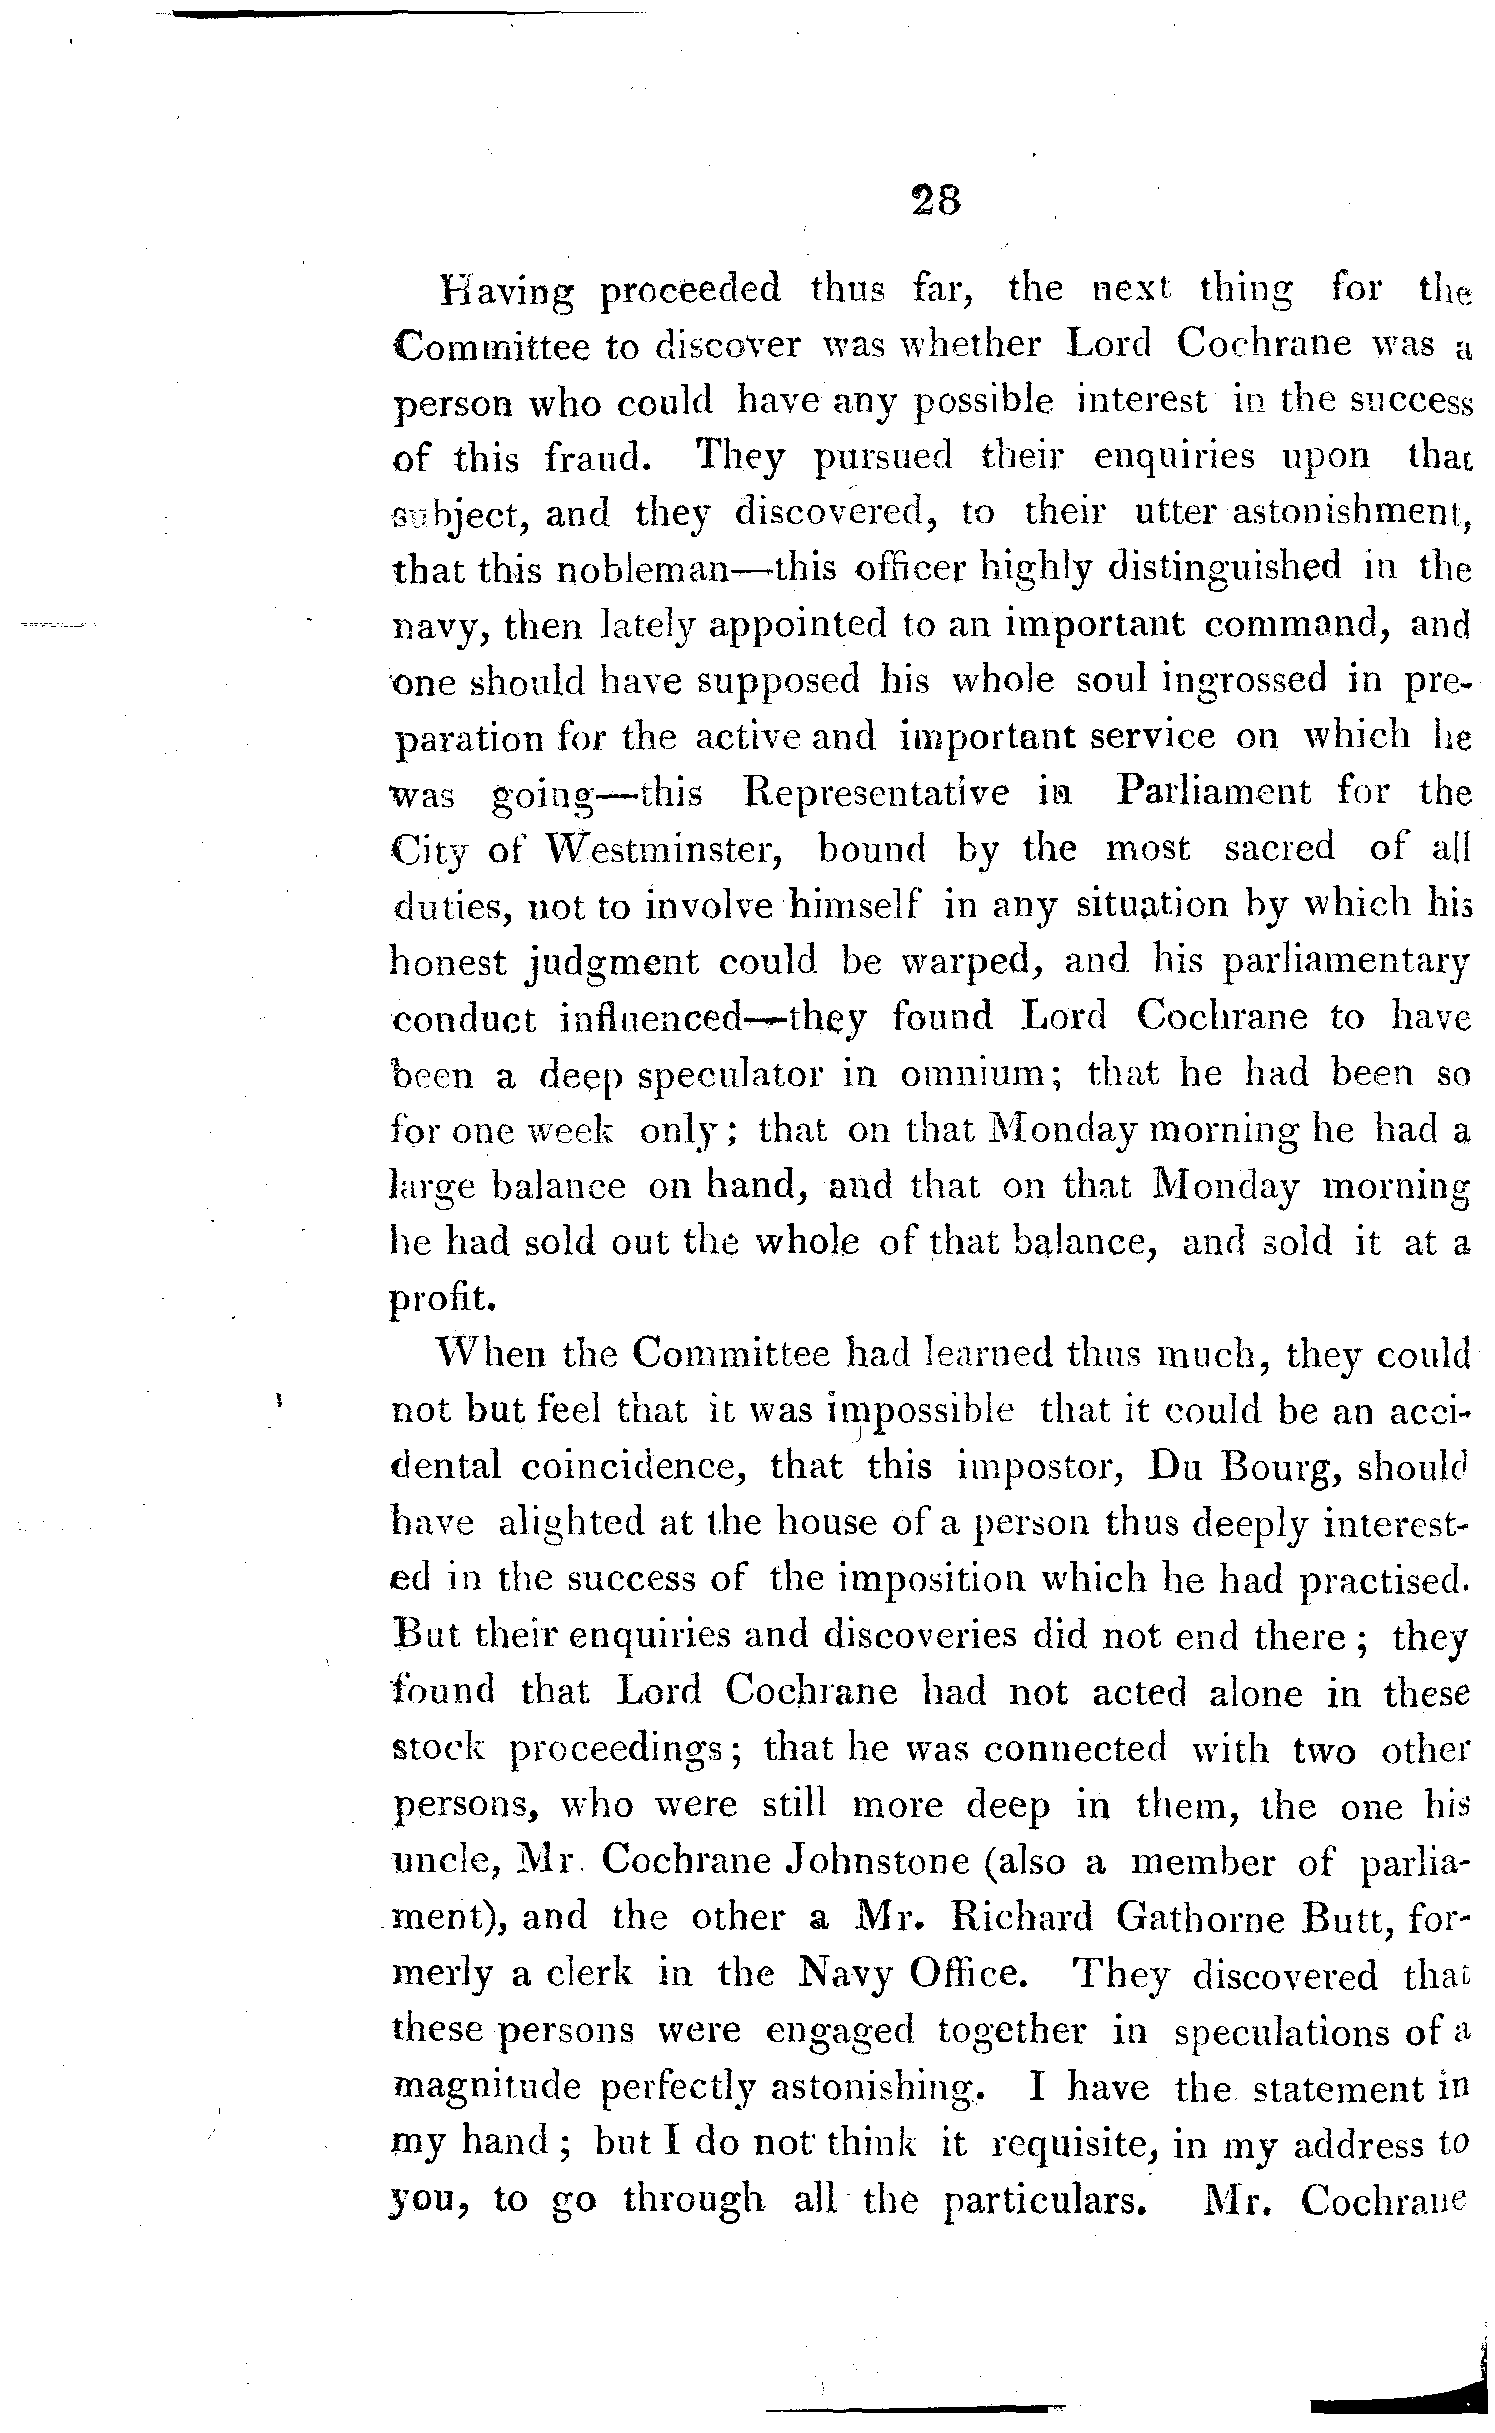 28
Having proceeded thus far, the next thing for the
Committee to discover was whether Lord Cochrane was a
person who could have any possible interest in the success
of this fraud. They pursued their enquiries upon that
subject, and they discovered, to their utter astonishment,
that this nobleman—this officer highly distinguished in the
navy, then lately appointed to an important command, and
one should have supposed his whole soul ingrossed in pre-
paration for the active and important service on which he
was going—this Representative in Parliament for the
City of Westminster, bound by the most sacred of all
duties, not to involve himself in any situation by which his
honest judgment could be warped, and his parliamentary
conduct influenced—they found Lord Cochrane to have
been a deep speculator in omnium; that he had been so
for one week only; that on that Monday morning he had a
large balance on hand, and that on that Monday morning
he had sold out the whole of that balance, and sold it at a
profit.
When the Committee had learned thus much, they could
not but feel that it was impossible that it could be an acci-
dental coincidence, that this impostor, Du Bourg, should
have alighted at the house of a person thus deeply interest-
ed in the success of the imposition which he had practised.
But their enquiries and discoveries did not end there; they
found that Lord Cochrane had not acted alone in these
stock proceedings; that he was connected with two other
persons, who were still more deep in them, the one his
uncle, Mr. Cochrane Johnstone (also a member of parlia-
ment), and the other a Mr. Richard Gathorne Butt, for-
merly a clerk in the Navy Office. They discovered that
these persons were engaged together in speculations of a
magnitude perfectly astonishing. I have the statement in
my hand; but I do not think it requisite, in my address to
you, to go through all the particulars. Mr. Cochrane